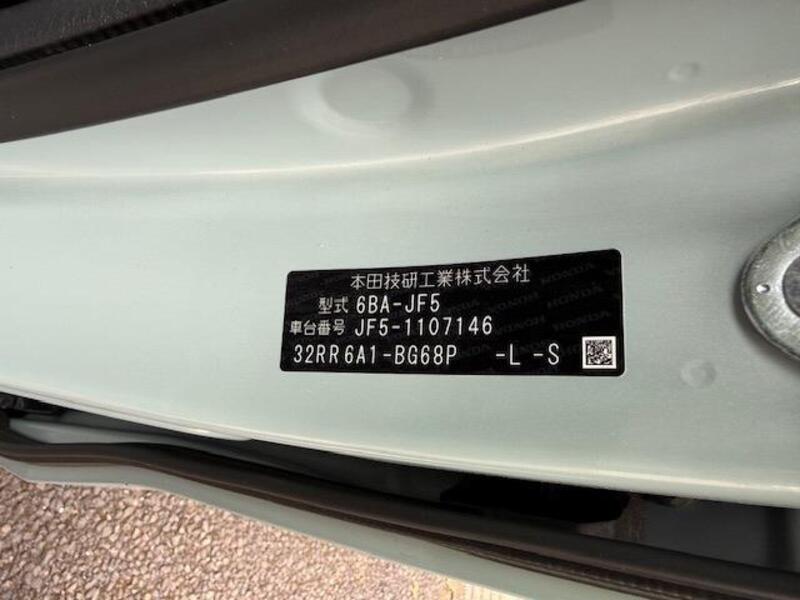 本田技研工業株式会社
型式 6BA-JF5
車台番号 JF5-1107146
32RR6A1-BG68P -L -S